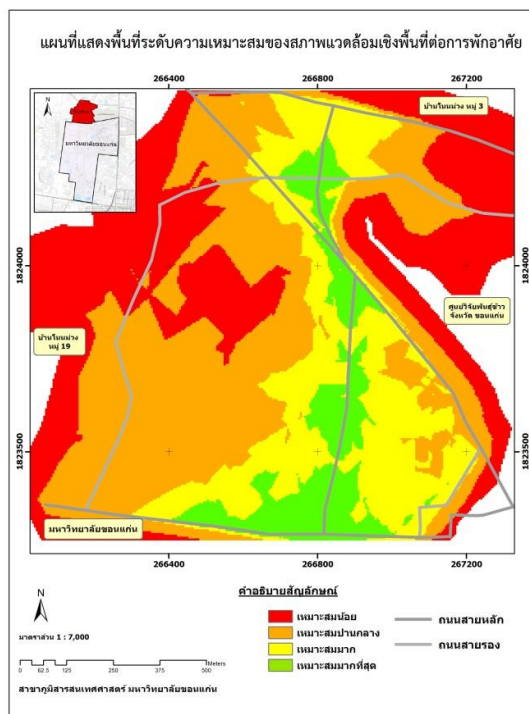 แผนที่แสดงพื้นที่ระดับความเหมาะสมของสภาพแวดล้อมเชิงพื้นที่ต่อการพักอาศัย
266400 266800 267200
N
มหาวิทยาลัยขอนแก่น
บ้านโนนม่วง หมู่ 3
1824000 1824000
ศูนย์วิจัยพันธุ์ข้าว
จังหวัด ขอนแก่น
บ้านโนนม่วง
หมู่ 19
1823500 1823500
มหาวิทยาลัยขอนแก่น
266400 266800 267200
คำอธิบายสัญลักษณ์
N
เหมาะสมน้อย
เหมาะสมปานกลาง
เหมาะสมมาก
เหมาะสมมากที่สุด
ถนนสายหลัก
ถนนสายรอง
มาตราส่วน 1 : 7,000
0 62.5 125 250 375 500 Meters
สาขาภูมิสารสนเทศศาสตร์ มหาวิทยาลัยขอนแก่น